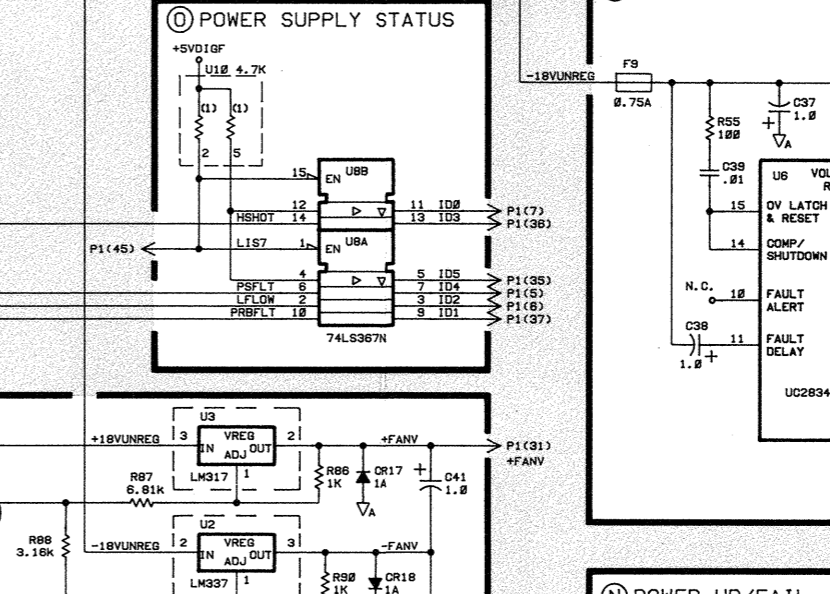 O POWER SUPPLY STATUS
+5VDIGF
U10 4.7K
(1) (1)
2 5
15 EN U8B
12 11 ID0 P1(7)
HSHOT 14 13 ID3 P1(36)
P1(45) LIS7 1 EN U8A
4 5 ID5 P1(35)
PSFLT 6 7 ID4 P1(5)
LFLOW 2 3 ID2 P1(6)
PRBFLT 10 9 ID1 P1(37)
74LS367N
-18VUNREG F9
0.75A
C37
+ 1.0
A
R55
100
C39
.01
U6 VOL
R
15 OV LATCH
& RESET
14 COMP/
SHUTDOWN
N.C. 10 FAULT
ALERT
C38 11 FAULT
DELAY
1.0 +
UC2834
U3
+18VUNREG 3 VREG 2 +FANV P1(31)
IN ADJ OUT +FANV
LM317 1
R86
1K
CR17
1A
A
+ C41
1.0
R87
6.81k
R88
3.16k
U2
-18VUNREG 2 VREG 3 -FANV
IN ADJ OUT
LM337 1
R90
1K
CR18
1A
N POWER UP/FAIL